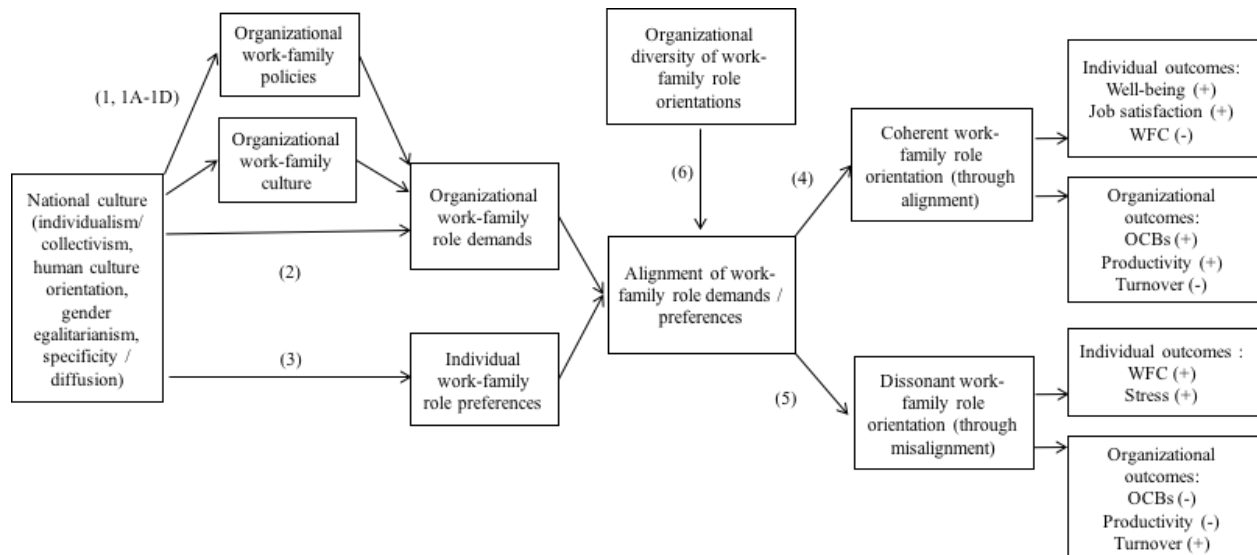 Organizational
work-family
policies
(1, 1A-1D)
Organizational
work-family
culture
National culture
(individualism/
collectivism,
human culture
orientation,
gender
egalitarianism,
specificity /
diffusion)
(2)
(3)
Organizational
work-family
role demands
Individual
work-family
role preferences
Organizational
diversity of work-
family role
orientations
(6)
Alignment of work-
family role demands /
preferences
(4)
(5)
Coherent work-
family role
orientation (through
alignment)
Dissonant work-
family role
orientation (through
misalignment)
Individual outcomes:
Well-being (+)
Job satisfaction (+)
WFC (-)
Organizational
outcomes:
OCBs (+)
Productivity (+)
Turnover (-)
Individual outcomes :
WFC (+)
Stress (+)
Organizational
outcomes:
OCBs (-)
Productivity (-)
Turnover (+)